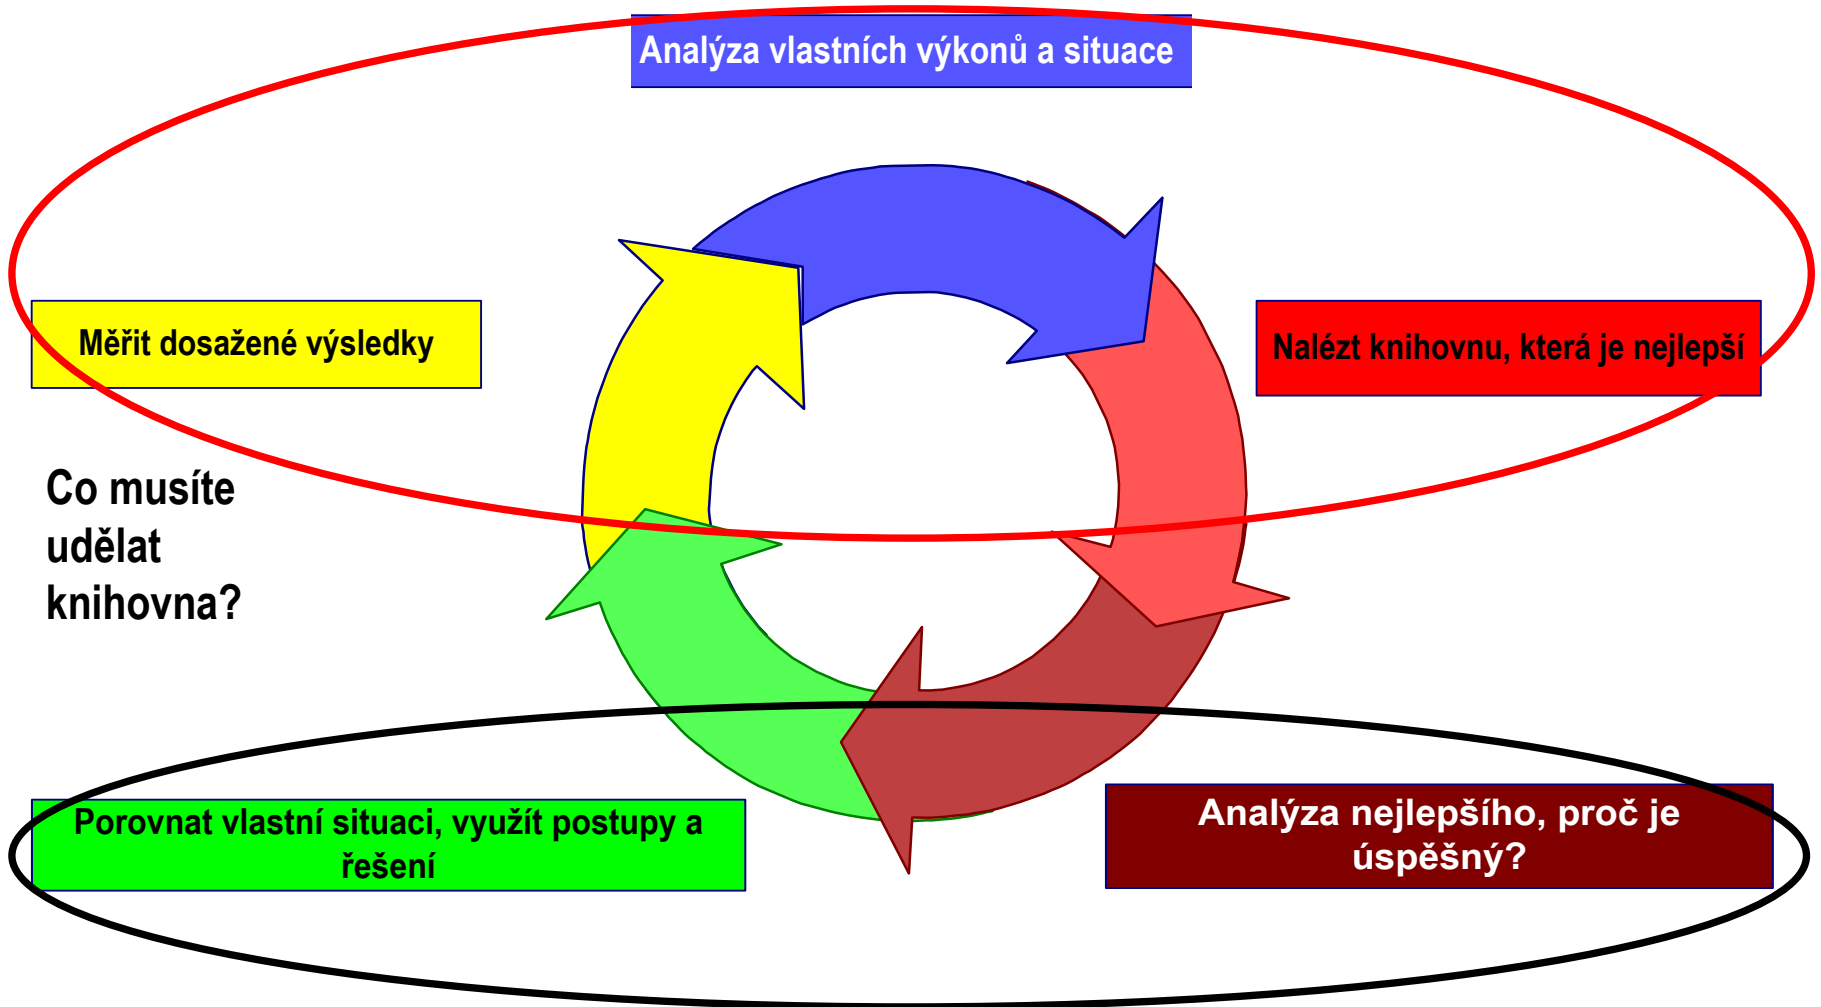 Analýza vlastních výkonů a situace
Měřit dosažené výsledky
Nalézt knihovnu, která je nejlepší
Co musíte
udělat
knihovna?
Porovnat vlastní situaci, využít postupy a
řešení
Analýza nejlepšího, proč je
úspěšný?